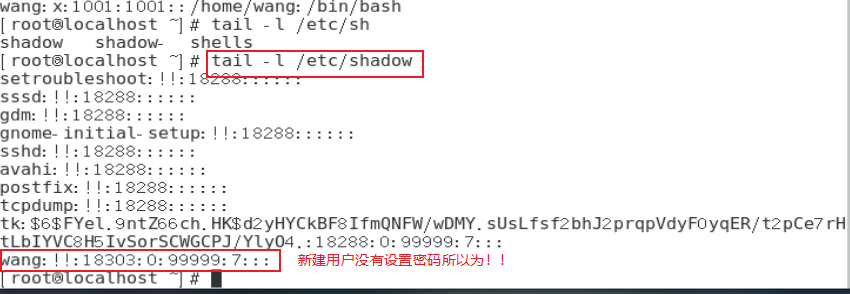 wang:x:1001:1001::/home/wang:/bin/bash
[root@localhost ~]# tail -l /etc/sh
shadow   shadow-   shells
[root@localhost ~]# tail -l /etc/shadow
setroubleshoot:!!:18288::::::
sssd:!!:18288::::::
gdm:!!:18288::::::
gnome-initial-setup:!!:18288::::::
sshd:!!:18288::::::
avahi:!!:18288::::::
postfix:!!:18288::::::
tcpdump:!!:18288::::::
tk:$6$FYel.9ntZ66ch.HK$d2yHYCkBF8IfmQNFW/wDMY.sUsLfsf2bhJ2prqpVdyF0yqER/t2pCe7rH
tLbIYVC8H5IvSorSCWGCPJ/YlyO4.:18288:0:99999:7:::
wang:!!:18303:0:99999:7::: 新建用户没有设置密码所以为!!
[root@localhost ~]#